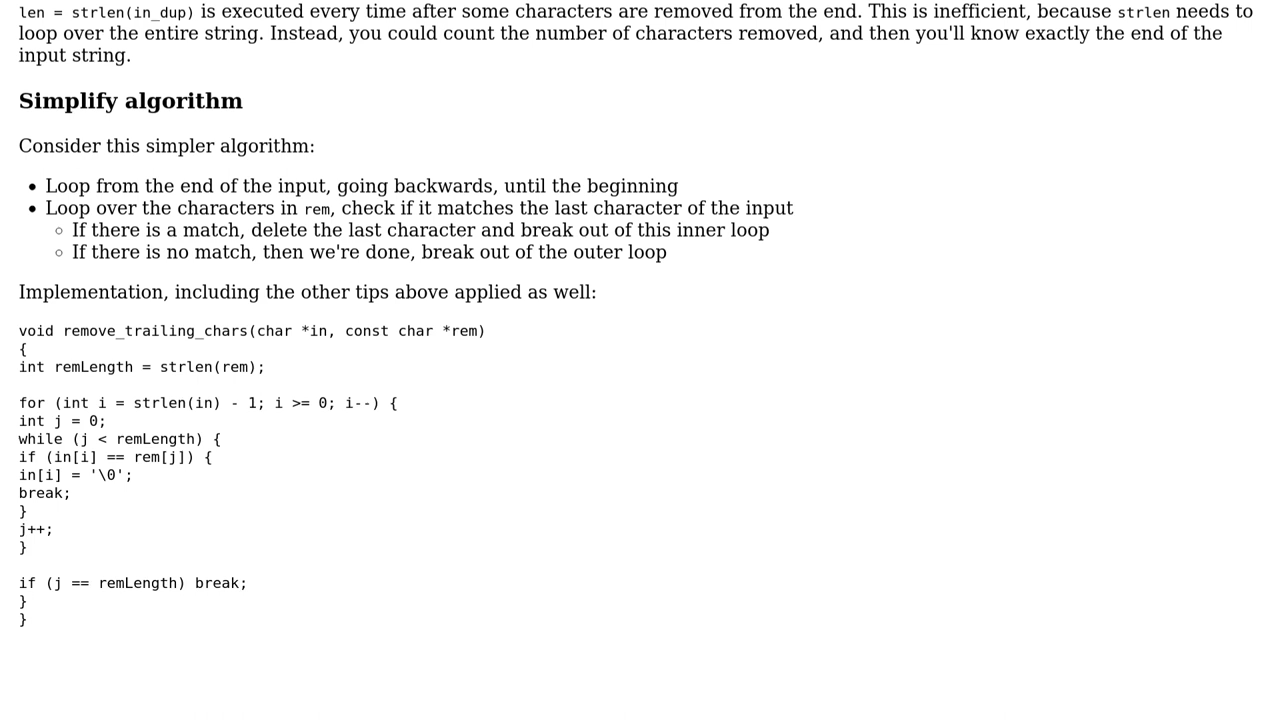 len = strlen(in_dup) is executed every time after some characters are removed from the end. This is inefficient, because strlen needs to
loop over the entire string. Instead, you could count the number of characters removed, and then you'll know exactly the end of the
input string.
Simplify algorithm
Consider this simpler algorithm:
• Loop from the end of the input, going backwards, until the beginning
• Loop over the characters in rem, check if it matches the last character of the input
◦ If there is a match, delete the last character and break out of this inner loop
◦ If there is no match, then we're done, break out of the outer loop
Implementation, including the other tips above applied as well:
void remove_trailing_chars(char *in, const char *rem)
{
int remLength = strlen(rem);
for (int i = strlen(in) - 1; i >= 0; i--) {
int j = 0;
while (j < remLength) {
if (in[i] == rem[j]) {
in[i] = '\0';
break;
}
j++;
}
if (j == remLength) break;
}
}